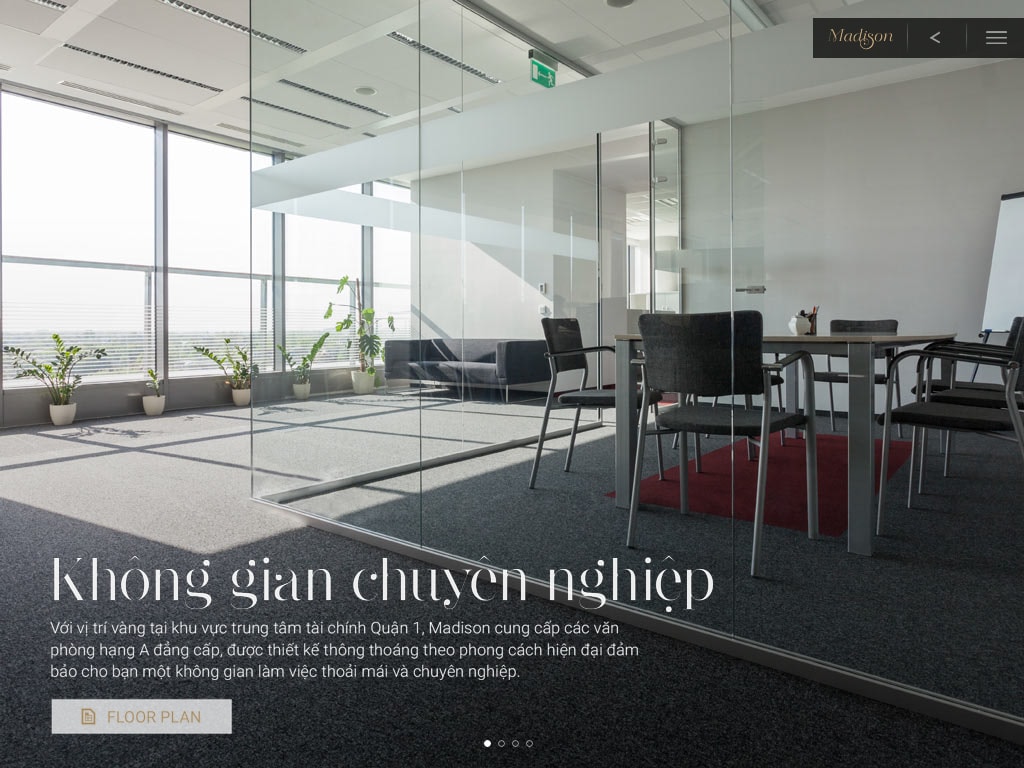 Madison
Không gian chuyên nghiệp
Với vị trí vàng tại khu vực trung tâm tài chính Quận 1, Madison cung cấp các văn
phòng hạng A đẳng cấp, được thiết kế thông thoáng theo phong cách hiện đại đảm
bảo cho bạn một không gian làm việc thoải mái và chuyên nghiệp.
FLOOR PLAN